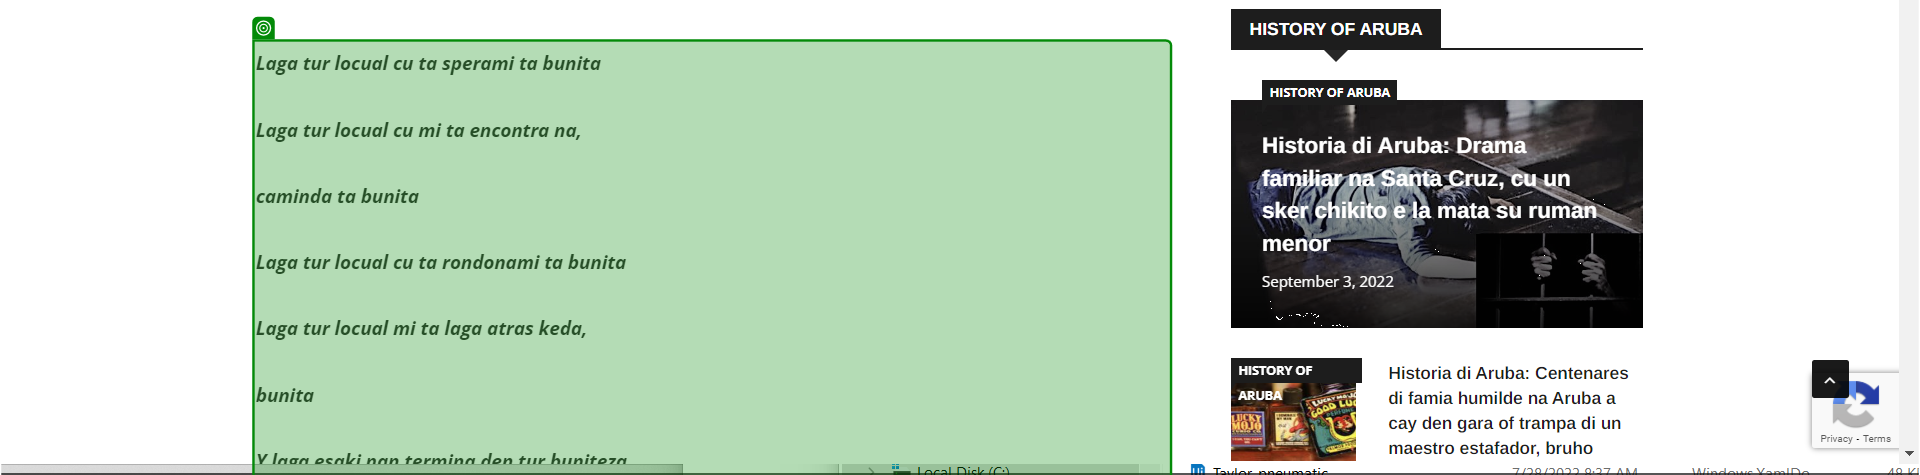 Laga tur locual cu ta sperami ta bunita
Laga tur locual cu mi ta encontra na,
caminda ta bunita
Laga tur locual cu ta rondonami ta bunita
Laga tur locual mi ta laga atras keda,
bunita
Y laga esaki nan termina den tur buniteza
HISTORY OF ARUBA
HISTORY OF ARUBA
Historia di Aruba: Drama
familiar na Santa Cruz, cu un
sker chikito e la mata su ruman
menor
September 3, 2022
HISTORY OF
ARUBA
LUCKY
MOJO
GOOD LUCK
Historia di Aruba: Centenares
di famia humilde na Aruba a
cay den gara of trampa di un
maestro estafador, bruho
Privacy - Terms
Local Disk (C:)
Taylor_pneumatic
7/28/2022 8:37 AM
48 K